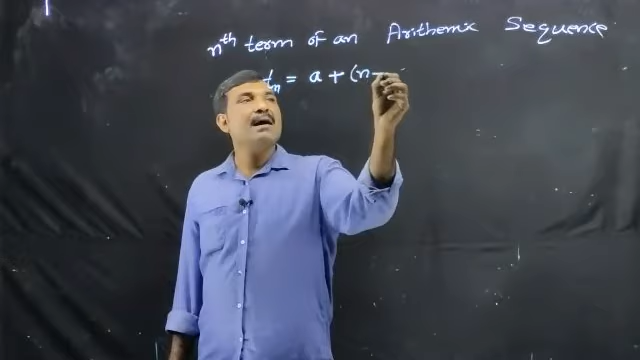 nth term of an Arithemic Sequence
tn = a + (n -